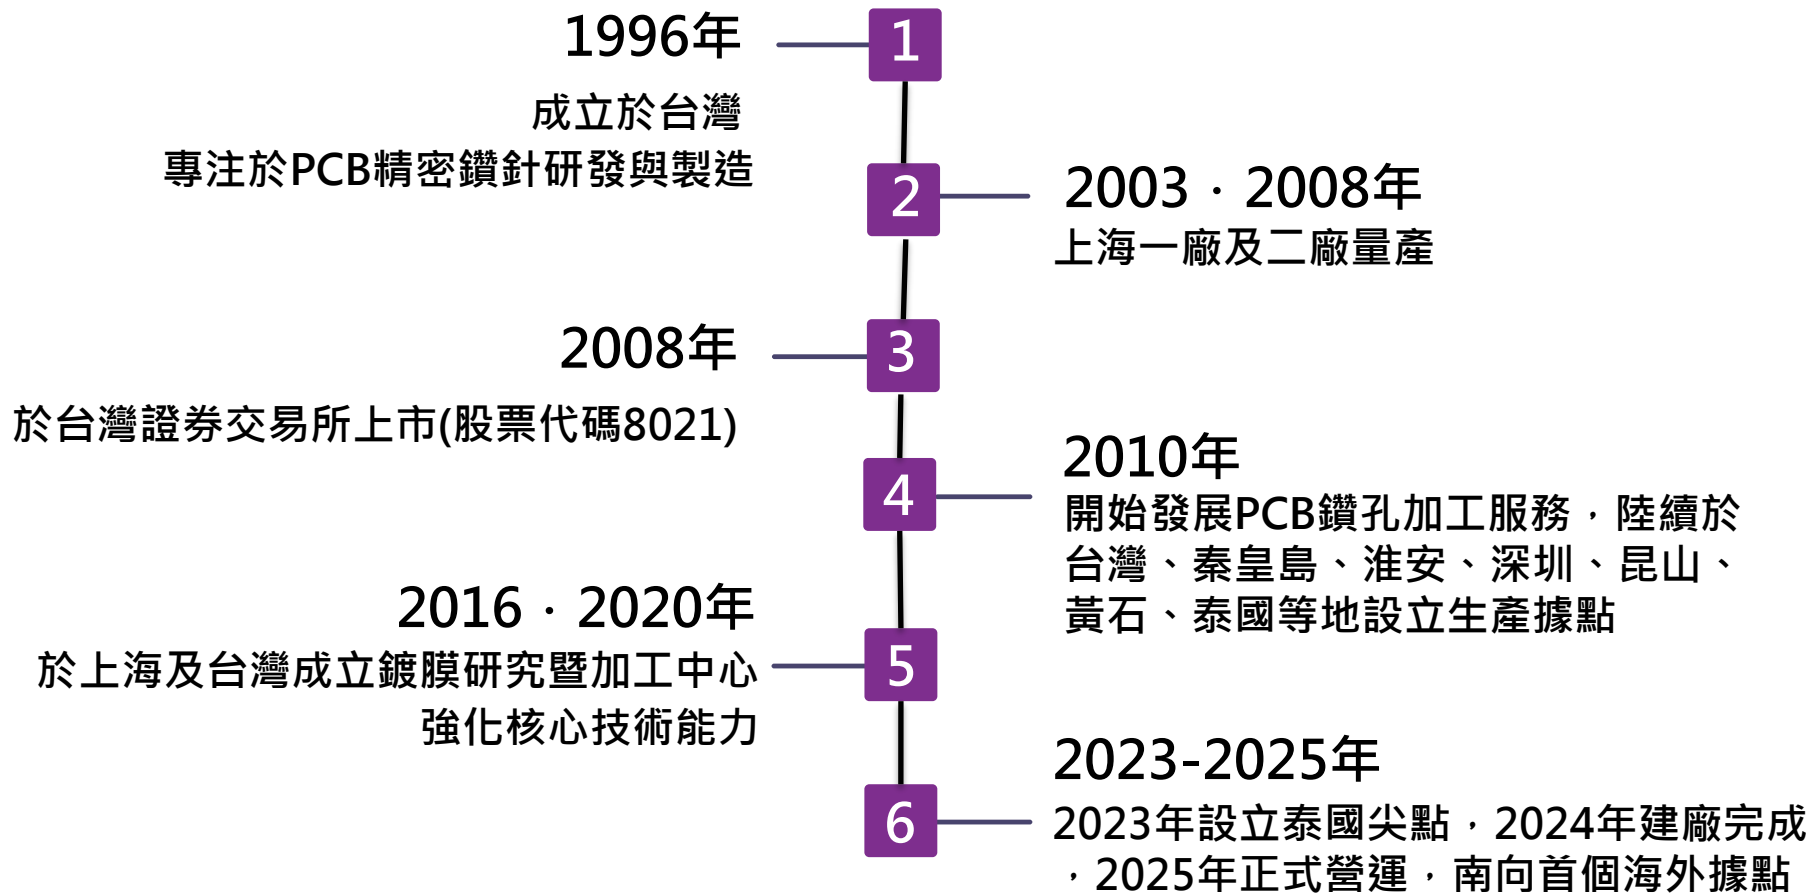 1
1996年
成立於台灣
專注於PCB精密鑽針研發與製造
2
2003．2008年
上海一廠及二廠量產
3
2008年
於台灣證券交易所上市(股票代碼8021)
4
2010年
開始發展PCB鑽孔加工服務，陸續於
台灣、秦皇島、淮安、深圳、昆山、
黃石、泰國等地設立生產據點
5
2016．2020年
於上海及台灣成立鍍膜研究暨加工中心
強化核心技術能力
6
2023-2025年
2023年設立泰國尖點，2024年建廠完成
，2025年正式營運，南向首個海外據點